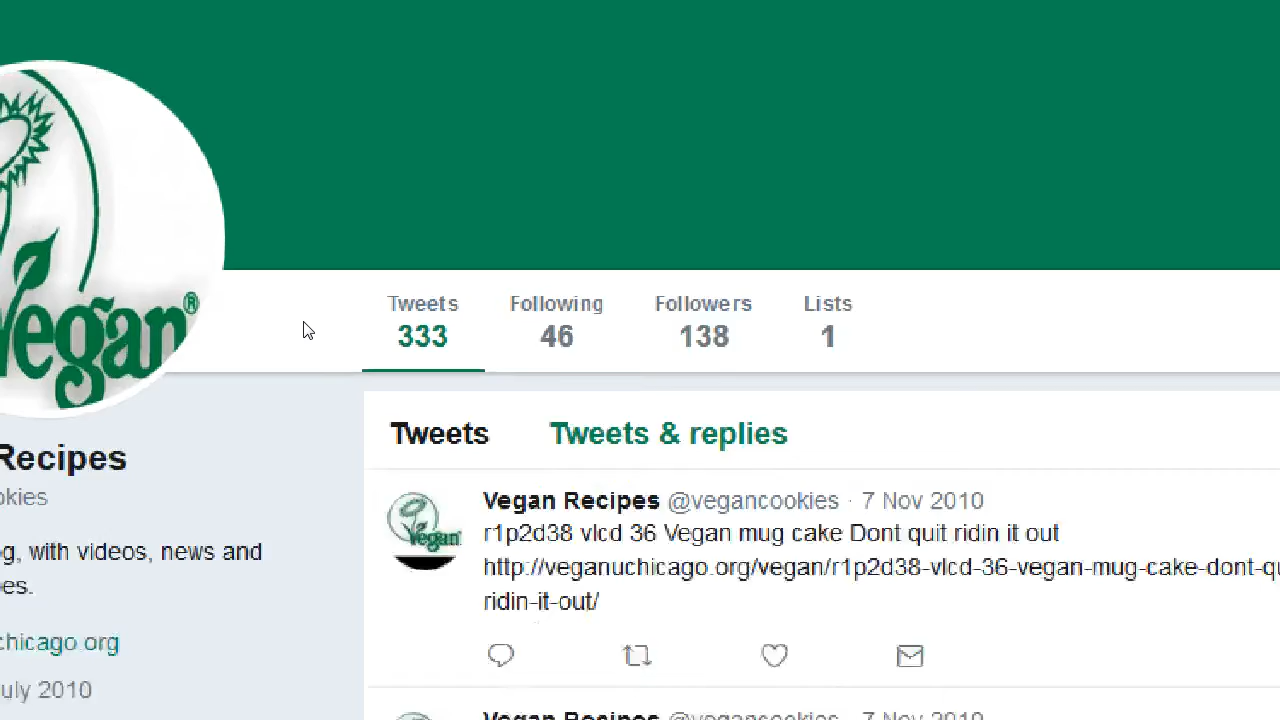 Vegan®
Tweets Following Followers Lists
333 46 138 1
Recipes
okies
g, with videos, news and
es.
chicago.org
uly 2010
Tweets Tweets & replies
Vegan Recipes @vegancookies · 7 Nov 2010
r1p2d38 vlcd 36 Vegan mug cake Dont quit ridin it out
http://veganuchicago.org/vegan/r1p2d38-vlcd-36-vegan-mug-cake-dont-qu
ridin-it-out/
Vegan
Vegan Recipes @vegancookies · 7 Nov 2010